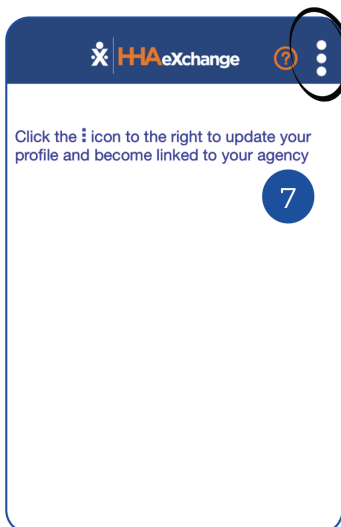 HHAeXchange
?
Click the ⋮ icon to the right to update your
profile and become linked to your agency
7